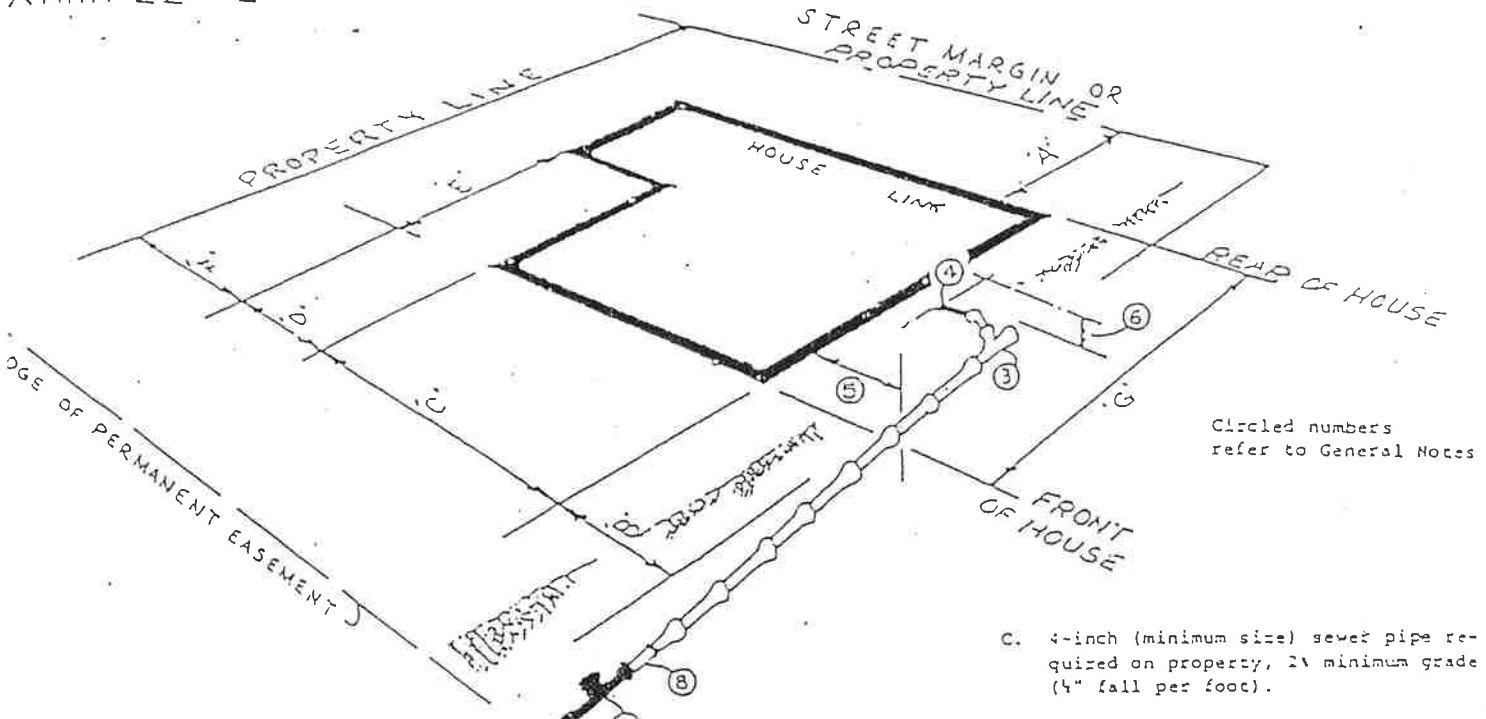 STREET MARGIN OR
PROPERTY LINE
PROPERTY LINE
HOUSE LINK
"A"
"E"
"F"
"D"
"C"
"B"
"G"
REAR OF HOUSE
4
6
3
5
8
Circled numbers
refer to General Notes
FRONT
OF HOUSE
OF PERMANENT EASEMENT
C. 4-inch (minimum size) sewer pipe re-
quired on property, 2% minimum grade
(¼" fall per foot).